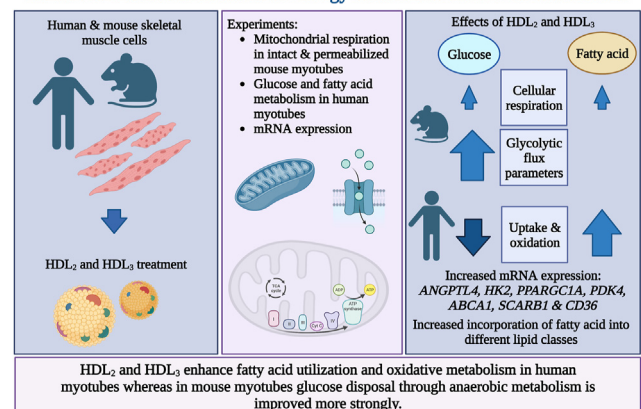 Human & mouse skeletal
muscle cells
HDL₂ and HDL₃ treatment
Experiments:
• Mitochondrial respiration
in intact & permeabilized
mouse myotubes
• Glucose and fatty acid
metabolism in human
myotubes
• mRNA expression
TCA
cycle
ADP
ATP
ATP
synthase
I
II
III
Cyt C
IV
Effects of HDL₂ and HDL₃
Glucose
Fatty acid
Cellular
respiration
Glycolytic
flux
parameters
Uptake &
oxidation
Increased mRNA expression:
ANGPTL4, HK2, PPARGC1A, PDK4,
ABCA1, SCARB1 & CD36
Increased incorporation of fatty acid into
different lipid classes
HDL₂ and HDL₃ enhance fatty acid utilization and oxidative metabolism in human
myotubes whereas in mouse myotubes glucose disposal through anaerobic metabolism is
improved more strongly.